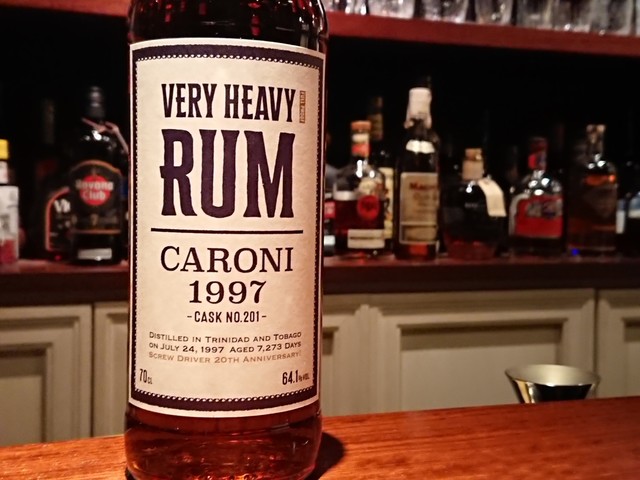 VERY HEAVY
RUM
CARONI
1997
-CASK NO.201-
DISTILLED IN TRINIDAD AND TOBAGO
ON JULY 24, 1997 AGED 7,273 DAYS
SCREW DRIVER 20TH ANNIVERSARY!
70CL
64.1%VOL
Havana
Club
7